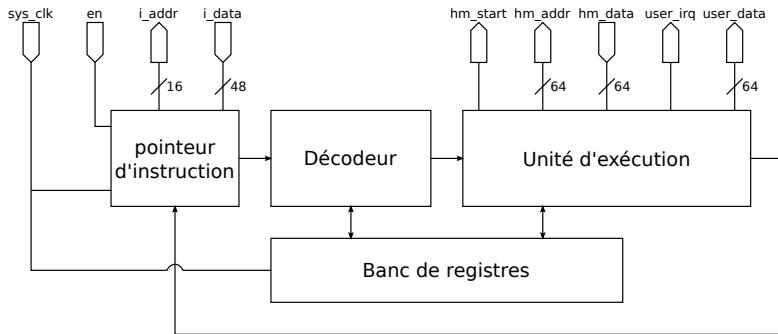 sys_clk en i_addr i_data hm_start hm_addr hm_data user_irq user_data
16 48 64 64 64
pointeur
d'instruction
Décodeur
Unité d'exécution
Banc de registres